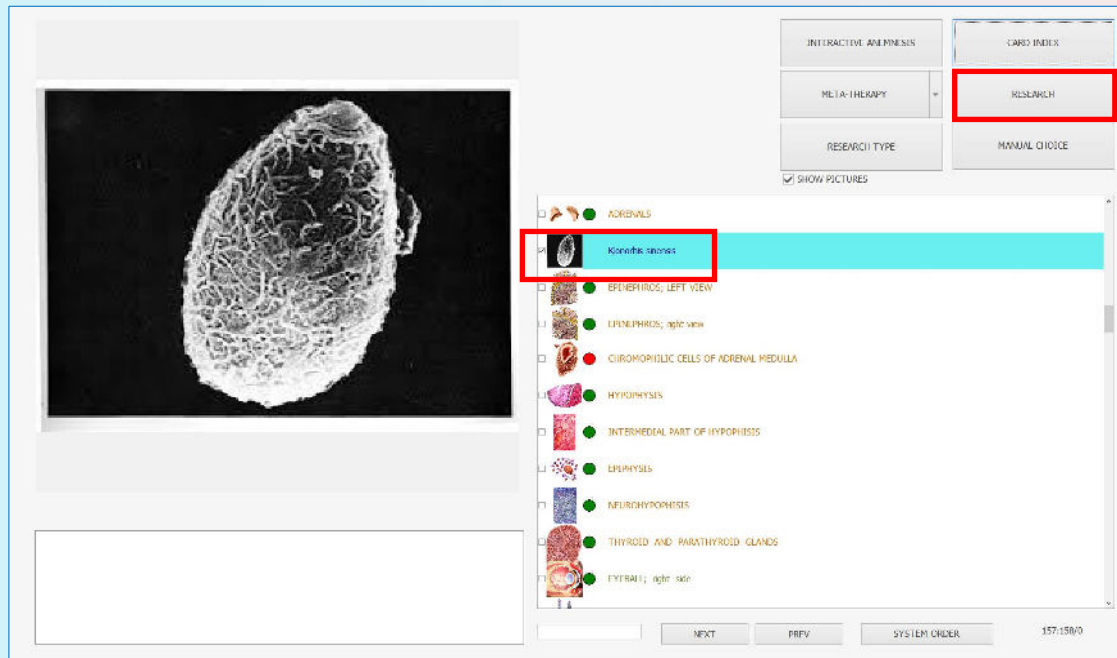 INTERACTIVE ANEMNESIS
CARD INDEX
META-THERAPY
RESEARCH
RESEARCH TYPE
MANUAL CHOICE
SHOW PICTURES
ADRENALS
Klonorhis sinensis
EPINEPHROS; LEFT VIEW
EPINEPHROS; right view
CHROMOPHILIC CELLS OF ADRENAL MEDULLA
HYPOPHYSIS
INTERMEDIAL PART OF HYPOPHISIS
EPIPHYSIS
NEUROHYPOPHISIS
THYROID AND PARATHYROID GLANDS
EYEBALL; right side
NEXT
PREV
SYSTEM ORDER
157:158/0